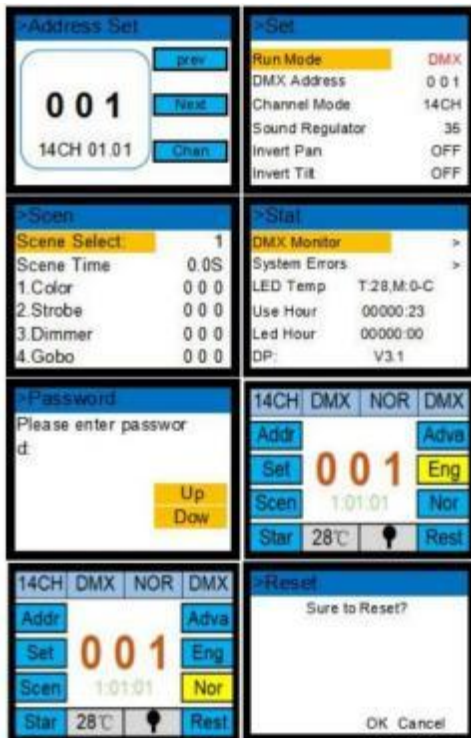 >Address Set
prev
001
Next
14CH 01.01
Chan
>Set
Run Mode DMX
DMX Address 001
Channel Mode 14CH
Sound Regulator 35
Invert Pan OFF
Invert Tilt OFF
>Scen
Scene Select: 1
Scene Time 0.0S
1.Color 000
2.Strobe 000
3.Dimmer 000
4.Gobo 000
>Stat
DMX Monitor >
System Errors >
LED Temp T:28,M:0-C
Use Hour 00000:23
Led Hour 00000:00
DP: V3.1
>Password
Please enter passwor
d:
Up
Dow
14CH DMX NOR DMX
Addr Adva
Set 001 Eng
Scen 1:01:01 Nor
Star 28℃ Rest
14CH DMX NOR DMX
Addr Adva
Set 001 Eng
Scen 1:01:01 Nor
Star 28℃ Rest
>Reset
Sure to Reset?
OK Cancel